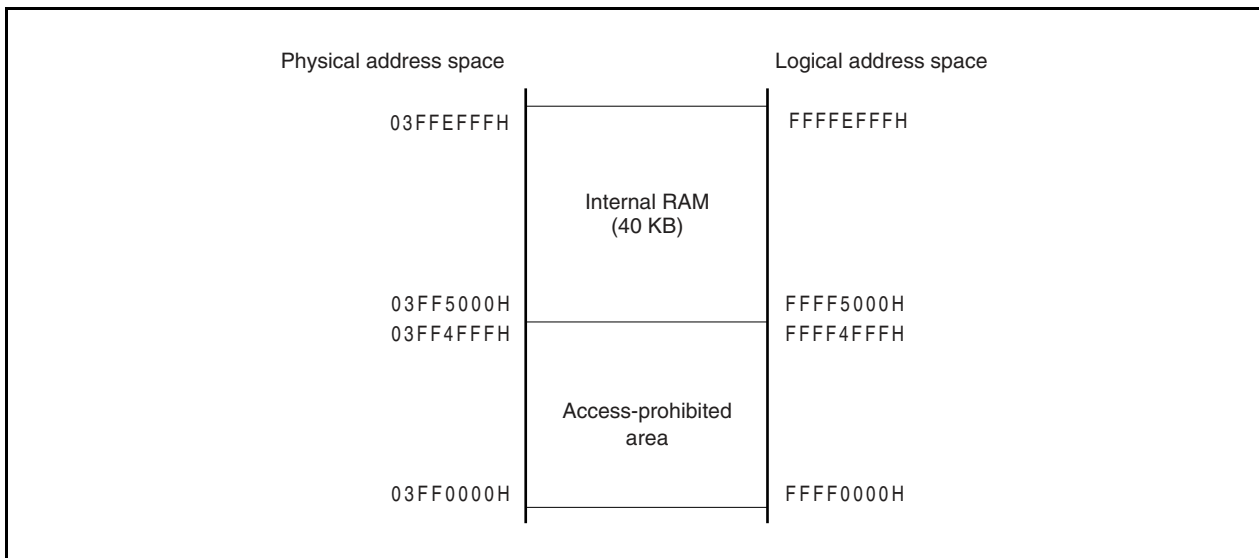 Physical address space
Logical address space
03FFEFFFH
FFFFEFFFH
Internal RAM
(40 KB)
03FF5000H
FFFF5000H
03FF4FFFH
FFFF4FFFH
Access-prohibited
area
03FF0000H
FFFF0000H